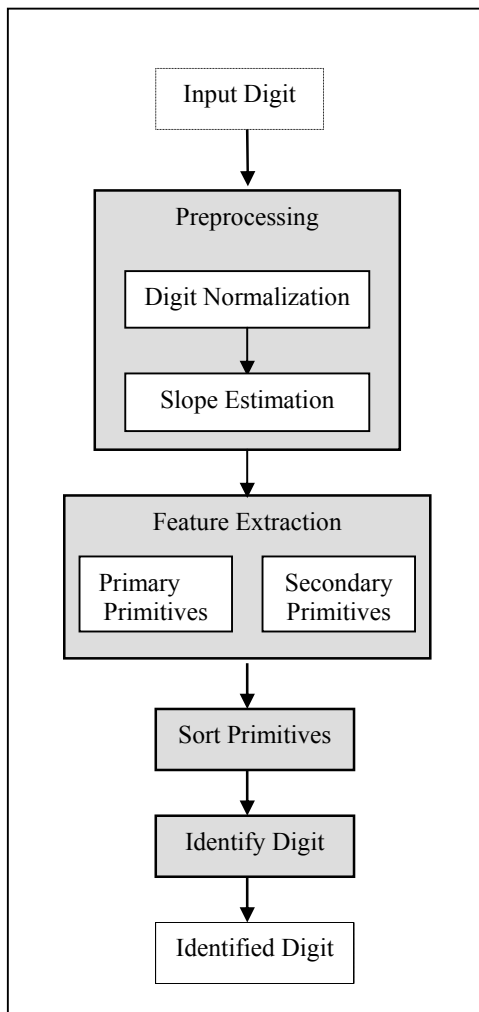 Input Digit
Preprocessing
Digit Normalization
Slope Estimation
Feature Extraction
Primary
Primitives
Secondary
Primitives
Sort Primitives
Identify Digit
Identified Digit